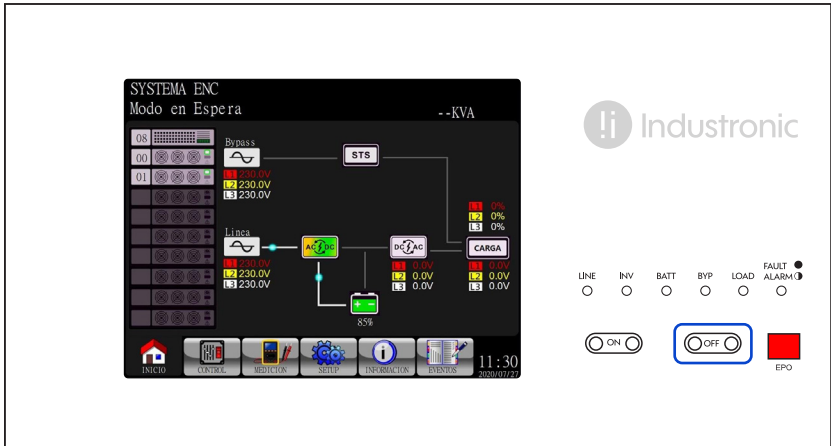 SYSTEMA ENC
Modo en Espera
--KVA
08
00
01
Bypass
L1 230.0V
L2 230.0V
L3 230.0V
STS
L1 0%
L2 0%
L3 0%
Linea
AC DC
DC AC
CARGA
L1 230.0V
L2 230.0V
L3 230.0V
L1 0.0V
L2 0.0V
L3 0.0V
L1 0.0V
L2 0.0V
L3 0.0V
85%
INICIO
CONTROL
MEDICION
SETUP
INFORMACION
EVENTOS
11:30
2020/07/27
Industronic
LINE INV BATT BYP LOAD FAULT
ALARM
ON
OFF
EPO